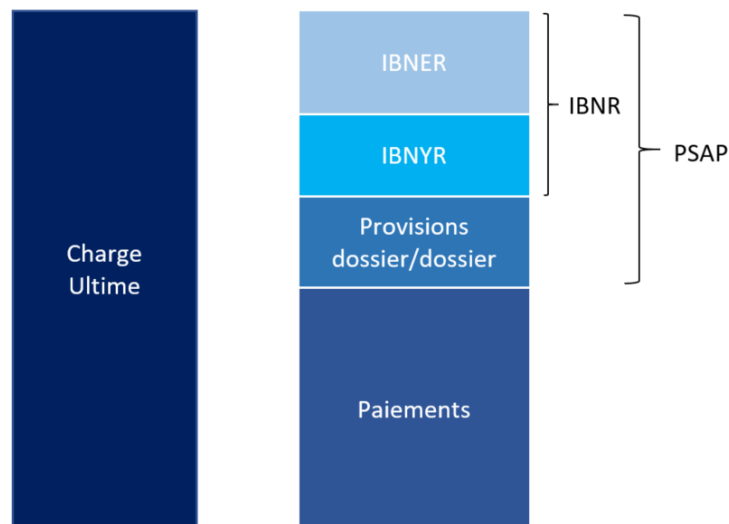 Charge
Ultime
IBNER
IBNYR
Provisions
dossier/dossier
Paiements
IBNR
PSAP